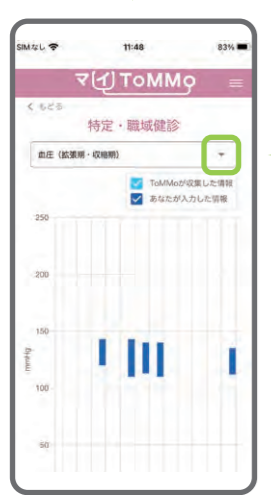 SIMなし 11:48 83%
マイToMMo
くもどる
特定・職域健診
血圧（拡張期・収縮期）
ToMMoが収集した情報
あなたが入力した情報
250
200
150
mmHg
100
50